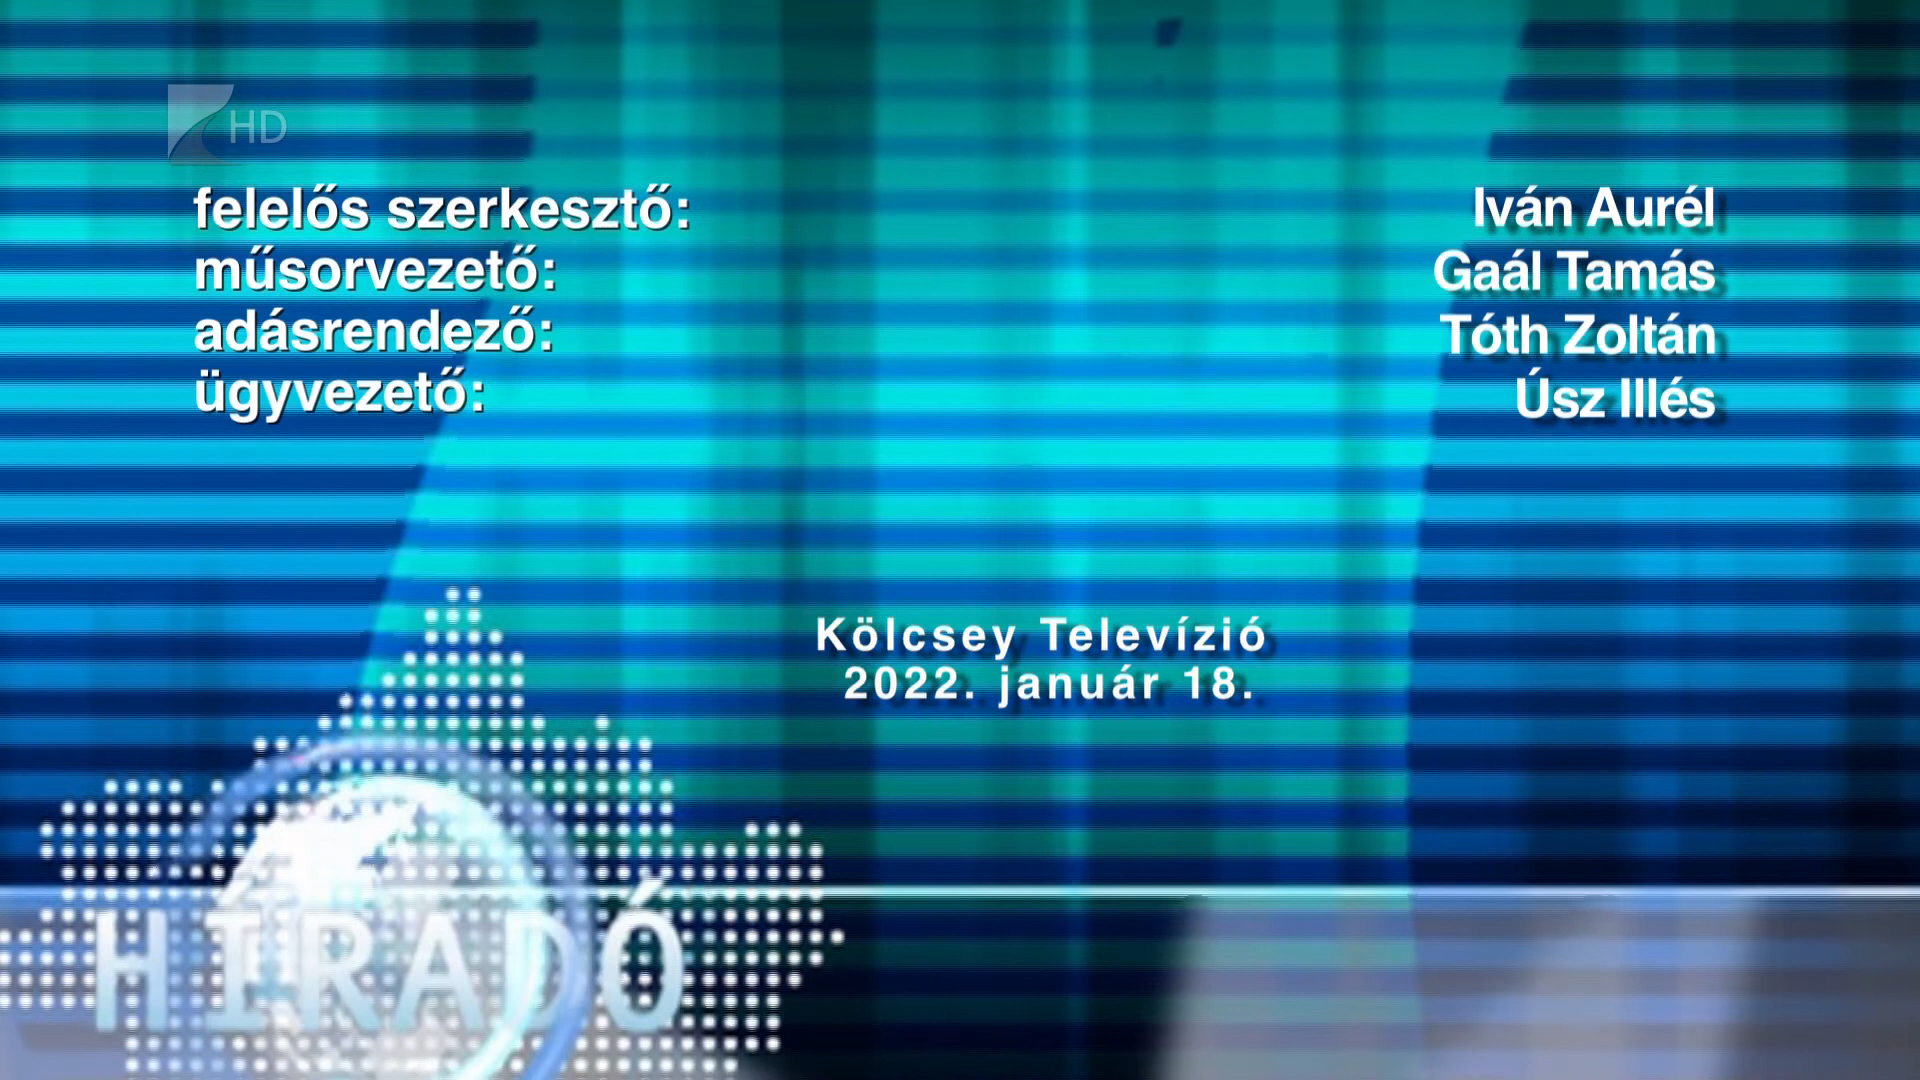 HD
felelős szerkesztő: Iván Aurél
műsorvezető: Gaál Tamás
adásrendező: Tóth Zoltán
ügyvezető: Úsz Illés
Kölcsey Televízió
2022. január 18.
HÍRADÓ